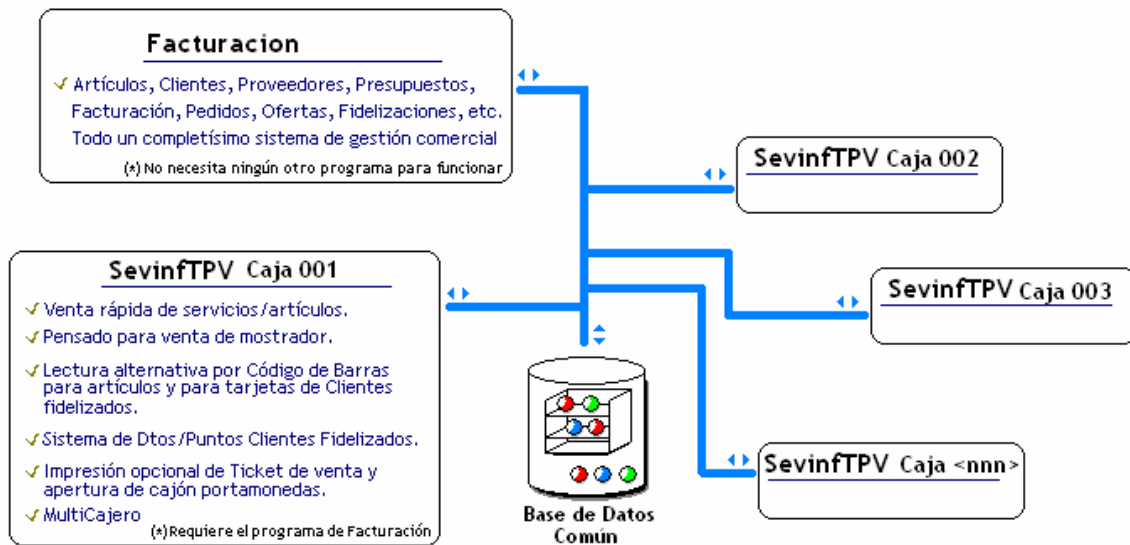 Facturacion
Artículos, Clientes, Proveedores, Presupuestos,
Facturación, Pedidos, Ofertas, Fidelizaciones, etc.
Todo un completísimo sistema de gestión comercial
(*) No necesita ningún otro programa para funcionar
SevinfTPV Caja 002
SevinfTPV Caja 001
Venta rápida de servicios/artículos.
Pensado para venta de mostrador.
Lectura alternativa por Código de Barras
para artículos y para tarjetas de Clientes
fidelizados.
Sistema de Dtos/Puntos Clientes Fidelizados.
Impresión opcional de Ticket de venta y
apertura de cajón portamonedas.
MultiCajero
(*)Requiere el programa de Facturación
SevinfTPV Caja 003
SevinfTPV Caja <nnn>
Base de Datos
Común